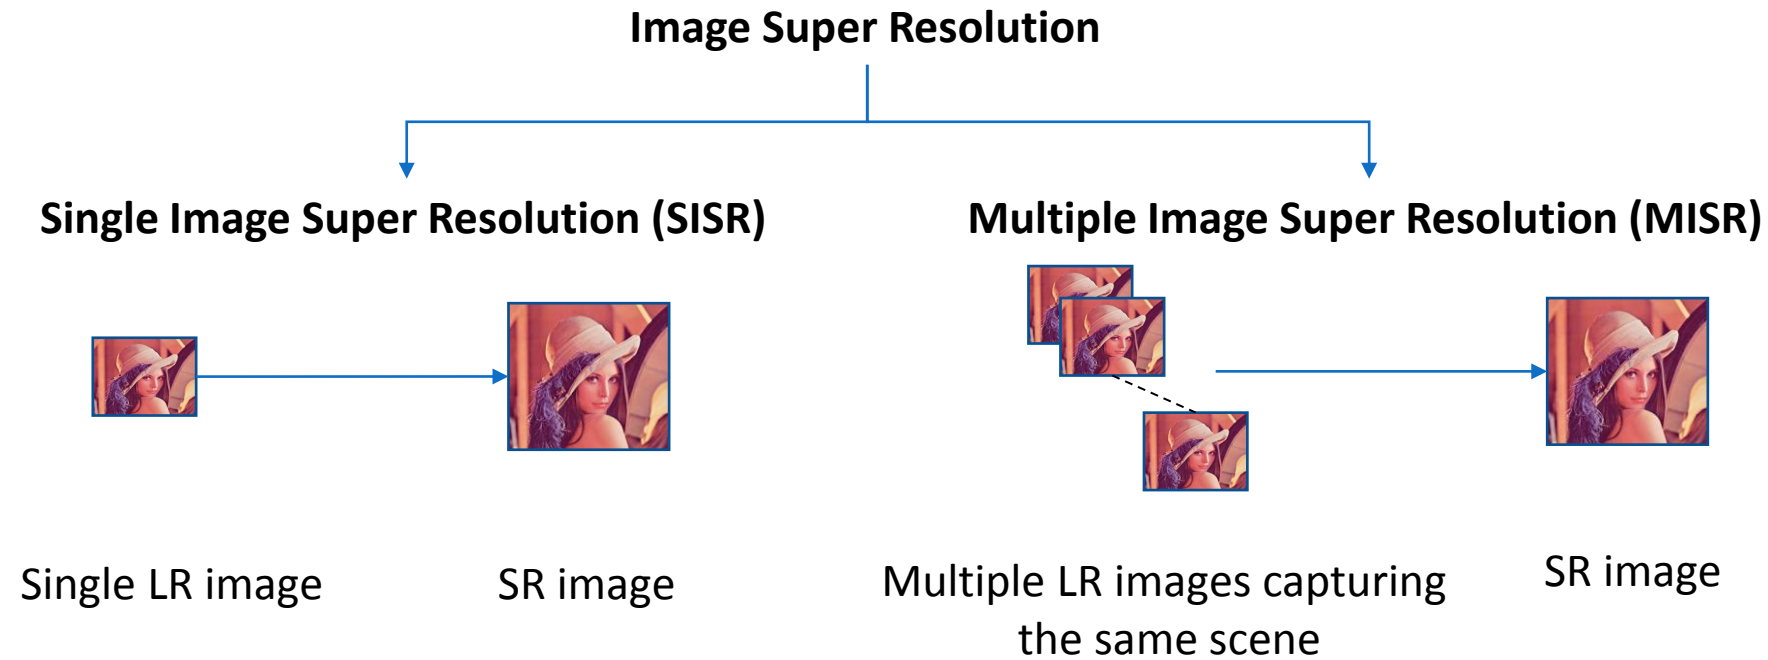 Image Super Resolution
Single Image Super Resolution (SISR)
Multiple Image Super Resolution (MISR)
Single LR image
SR image
Multiple LR images capturing
the same scene
SR image